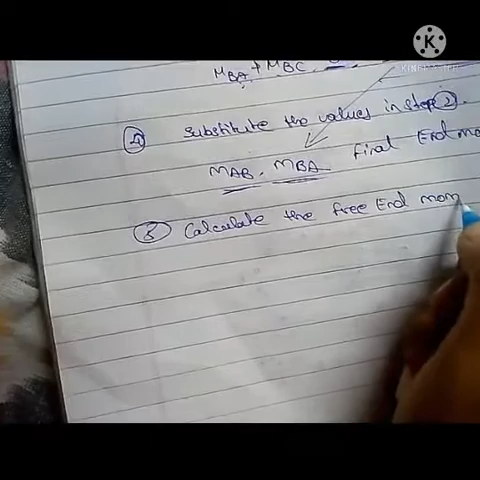 K
KINEMASTER
MBA + MBC
④ Substitute the values in step ②.
MAB, MBA Final End mo
⑤ Calculate the free End mom